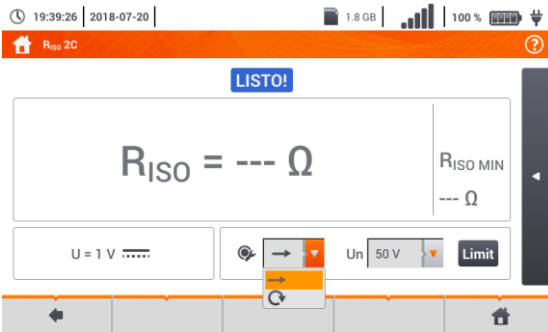 19:39:26 2018-07-20 1.8 GB 100 %
RISO 2C
LISTO!
RISO = --- Ω
RISO MIN
--- Ω
U = 1 V Un 50 V Limit